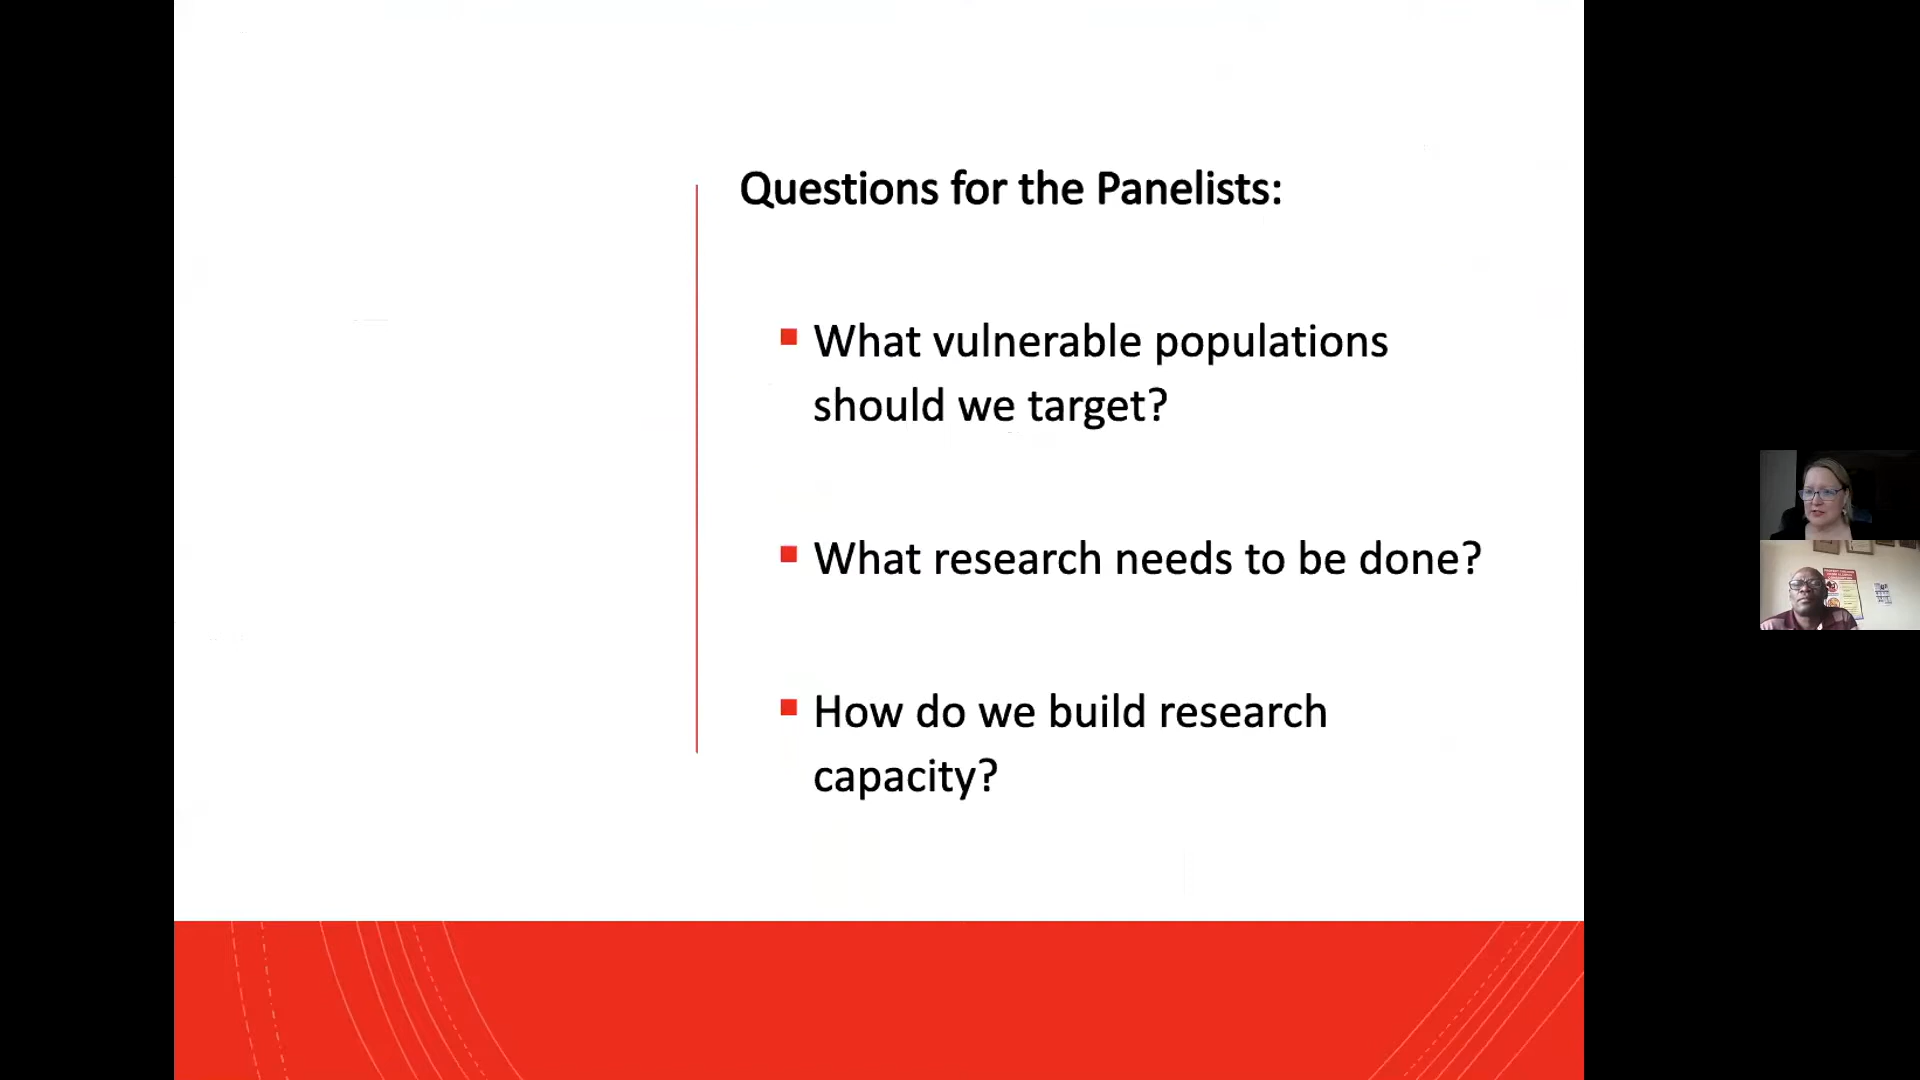 Questions for the Panelists:
What vulnerable populations
should we target?
What research needs to be done?
How do we build research
capacity?